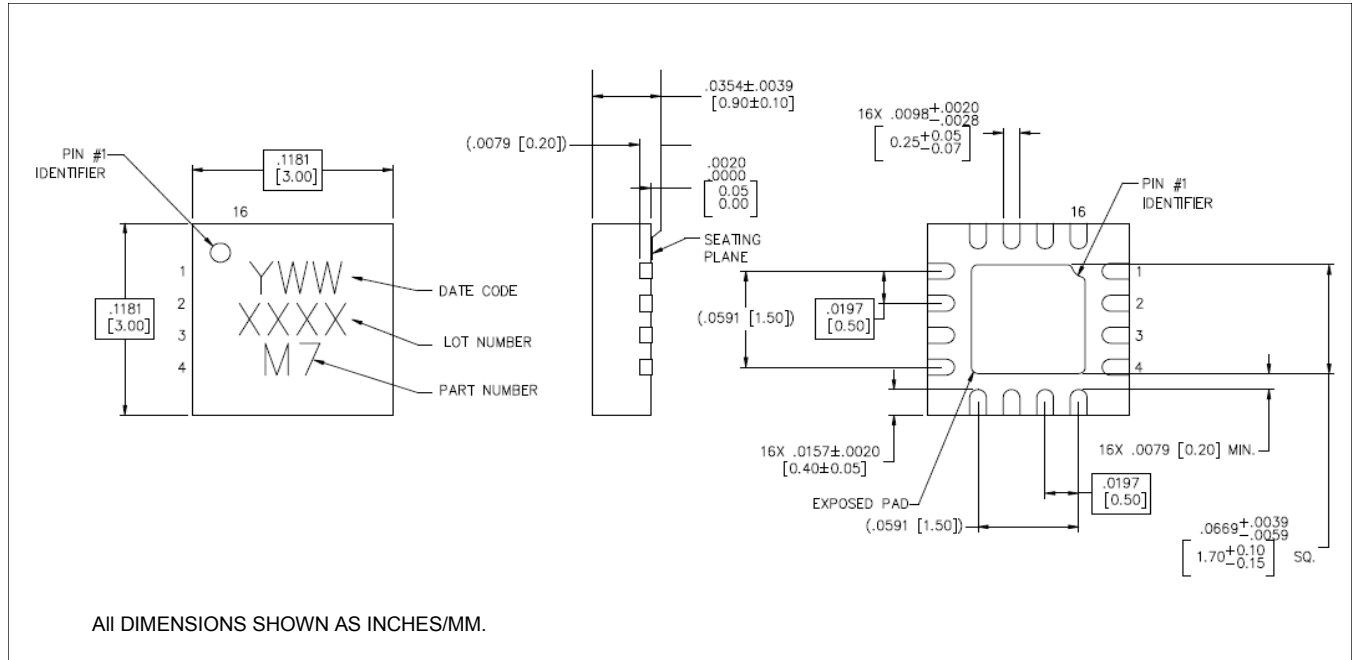 PIN #1
IDENTIFIER
.1181
[3.00]
16
1
2
3
4
.1181
[3.00]
YWW
XXXX
M7
DATE CODE
LOT NUMBER
PART NUMBER
.0354±.0039
[0.90±0.10]
(.0079 [0.20])
.0020
.0000
[0.05
0.00]
SEATING
PLANE
16X .0098+.0020
-.0028
[0.25+0.05
-0.07]
16
PIN #1
IDENTIFIER
1
2
3
4
(.0591 [1.50])
.0197
[0.50]
16X .0157±.0020
[0.40±0.05]
EXPOSED PAD
(.0591 [1.50])
.0197
[0.50]
16X .0079 [0.20] MIN.
.0669+.0039
-.0059
[1.70+0.10
-0.15] SQ.
All DIMENSIONS SHOWN AS INCHES/MM.